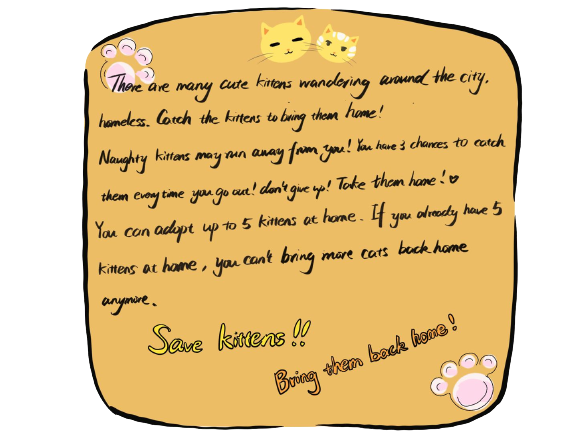 There are many cute kittens wandering around the city,
homeless. Catch the kittens to bring them home!
Naughty kittens may run away from you! You have 3 chances to catch
them every time you go out! don't give up! Take them home!♡
You can adopt up to 5 kittens at home. If you already have 5
kittens at home, you can't bring more cats back home
anymore.
Save kittens!!
Bring them back home!